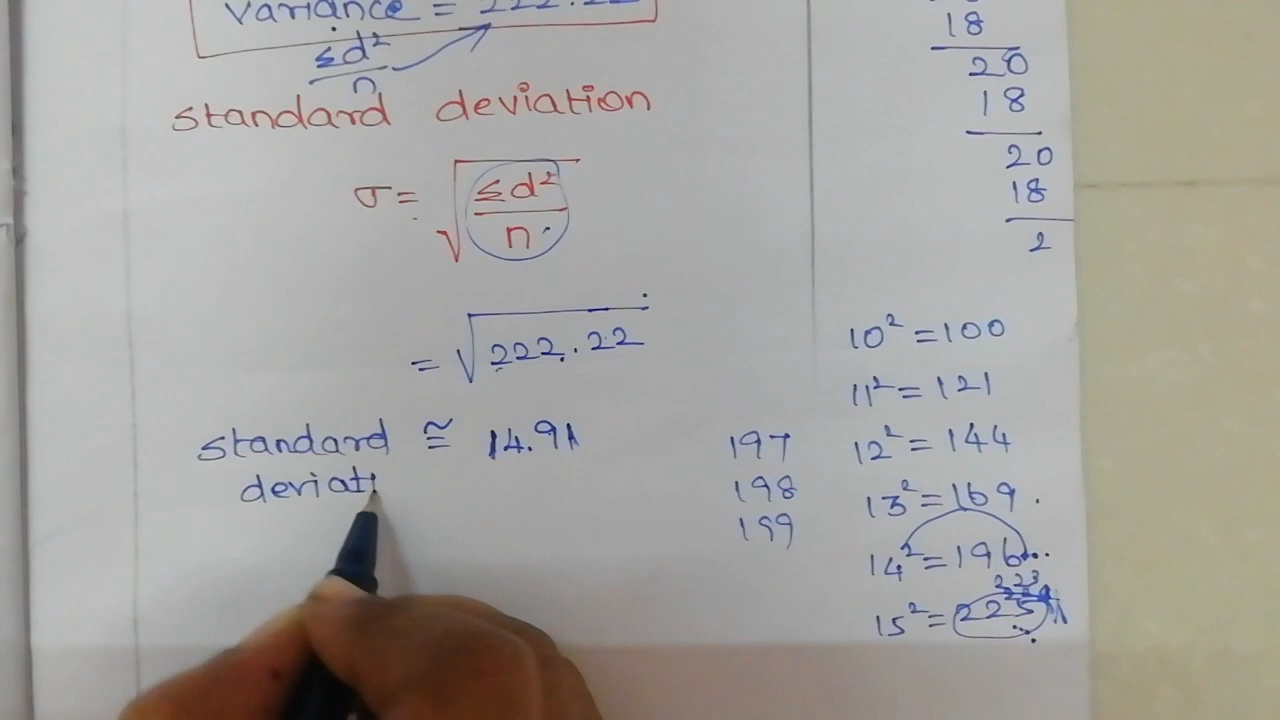 variance = 222.22
Σd²
n
standard deviation
σ = √Σd²
n
= √222.22
standard ≅ 14.91
deviati
18
20
18
20
18
2
197
198
199
10² = 100
11² = 121
12² = 144
13² = 169.
14² = 196
15² = 225